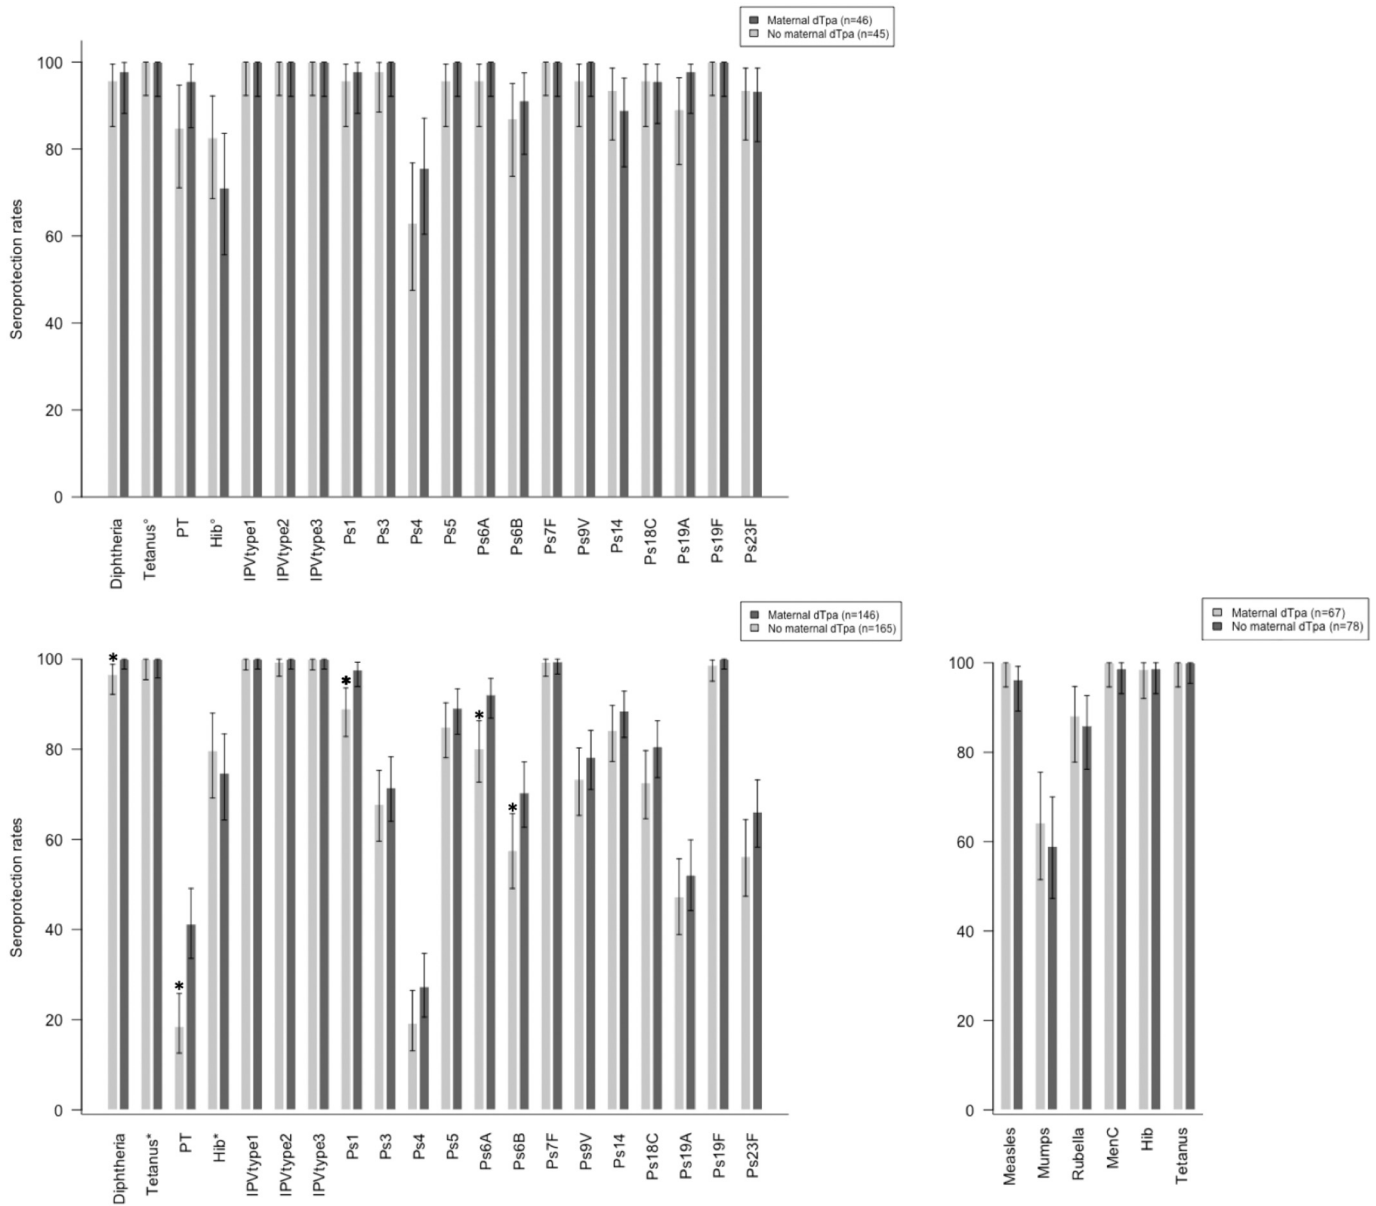 Maternal dTpa (n=46)
No maternal dTpa (n=45)
Seroprotection rates
100
80
60
40
20
0
Diphtheria
Tetanus°
PT
Hib°
IPVtype1
IPVtype2
IPVtype3
Ps1
Ps3
Ps4
Ps5
Ps6A
Ps6B
Ps7F
Ps9V
Ps14
Ps18C
Ps19A
Ps19F
Ps23F
Maternal dTpa (n=146)
No maternal dTpa (n=165)
Seroprotection rates
100
80
60
40
20
0
*
*
*
*
*
Diphtheria
Tetanus*
PT
Hib*
IPVtype1
IPVtype2
IPVtype3
Ps1
Ps3
Ps4
Ps5
Ps6A
Ps6B
Ps7F
Ps9V
Ps14
Ps18C
Ps19A
Ps19F
Ps23F
Maternal dTpa (n=67)
No maternal dTpa (n=78)
100
80
60
40
20
0
Measles
Mumps
Rubella
MenC
Hib
Tetanus